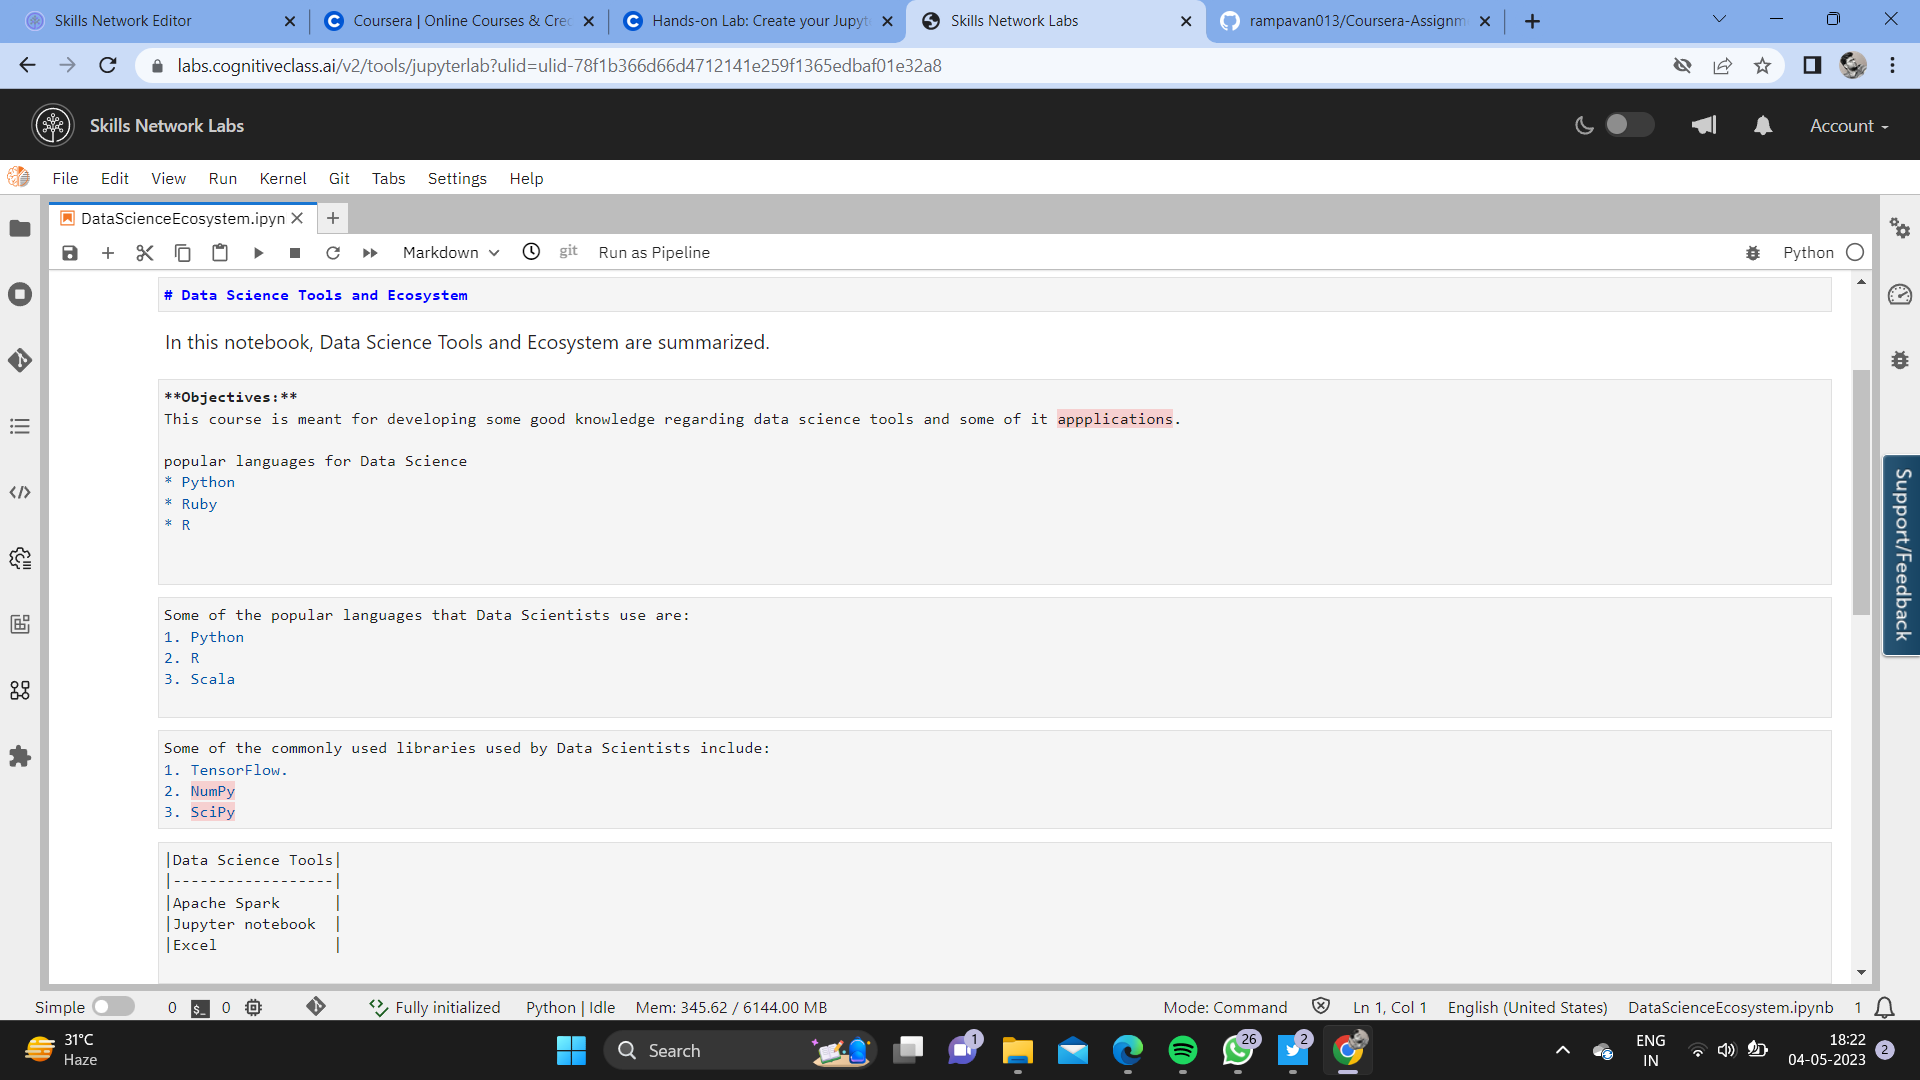 Skills Network Editor
Coursera | Online Courses & Cred
Hands-on Lab: Create your Jupyte
Skills Network Labs
rampavan013/Coursera-Assignm
labs.cognitiveclass.ai/v2/tools/jupyterlab?ulid=ulid-78f1b366d66d4712141e259f1365edbaf01e32a8
Skills Network Labs
Account
File Edit View Run Kernel Git Tabs Settings Help
DataScienceEcosystem.ipyn
Markdown
git
Run as Pipeline
Python
# Data Science Tools and Ecosystem
In this notebook, Data Science Tools and Ecosystem are summarized.
**Objectives:**
This course is meant for developing some good knowledge regarding data science tools and some of it appplications.
popular languages for Data Science
* Python
* Ruby
* R
Some of the popular languages that Data Scientists use are:
1. Python
2. R
3. Scala
Some of the commonly used libraries used by Data Scientists include:
1. TensorFlow.
2. NumPy
3. SciPy
|Data Science Tools|
|------------------|
|Apache Spark      |
|Jupyter notebook  |
|Excel             |
Support/Feedback
Simple 0 $_ 0 Fully initialized Python | Idle Mem: 345.62 / 6144.00 MB Mode: Command Ln 1, Col 1 English (United States) DataScienceEcosystem.ipynb 1
31°C
Haze
Search
1
26
2
ENG
IN
18:22
04-05-2023
2